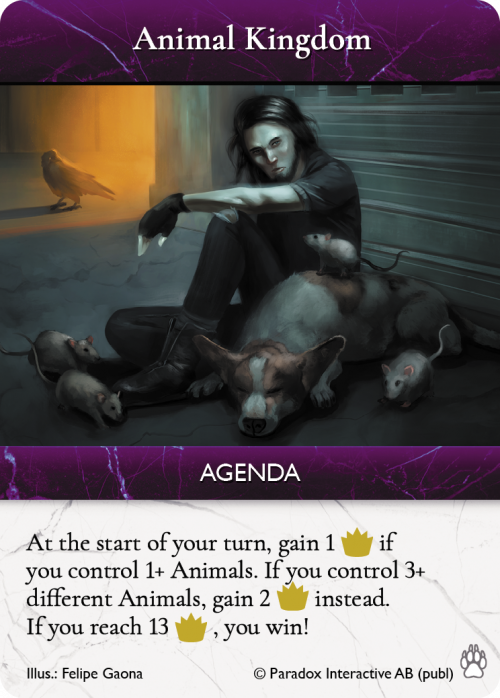 Animal Kingdom
AGENDA
At the start of your turn, gain 1 if
you control 1+ Animals. If you control 3+
different Animals, gain 2 instead.
If you reach 13 , you win!
Illus.: Felipe Gaona © Paradox Interactive AB (publ)